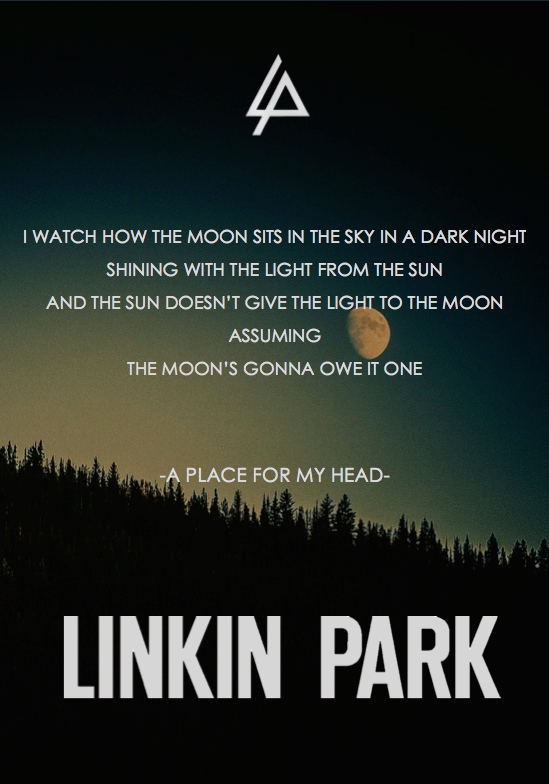 I WATCH HOW THE MOON SITS IN THE SKY IN A DARK NIGHT
SHINING WITH THE LIGHT FROM THE SUN
AND THE SUN DOESN'T GIVE THE LIGHT TO THE MOON
ASSUMING
THE MOON'S GONNA OWE IT ONE
-A PLACE FOR MY HEAD-
LINKIN PARK